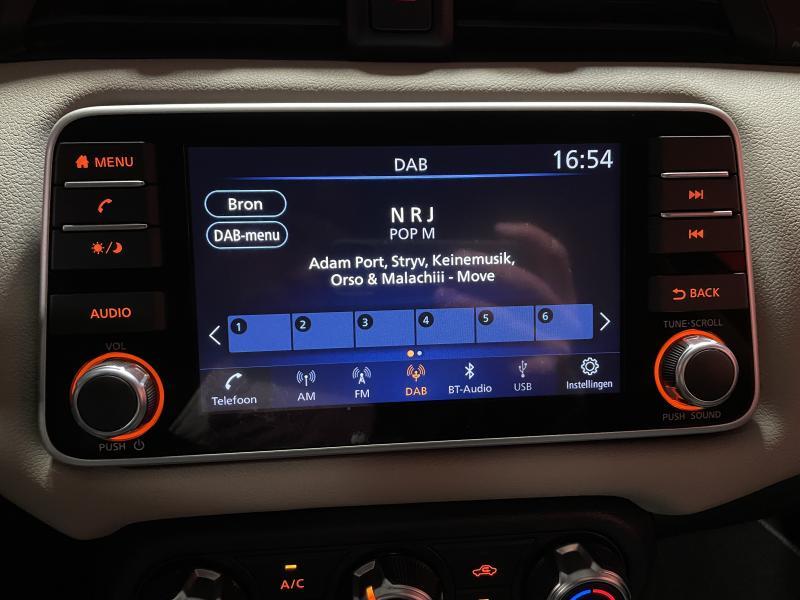 DAB
16:54
MENU
Bron
DAB-menu
N R J
POP M
Adam Port, Stryv, Keinemusik,
Orso & Malachiii - Move
BACK
AUDIO
1
2
3
4
5
6
VOL
TUNE·SCROLL
Telefoon
AM
FM
DAB
BT-Audio
USB
Instellingen
PUSH
PUSH SOUND
A/C